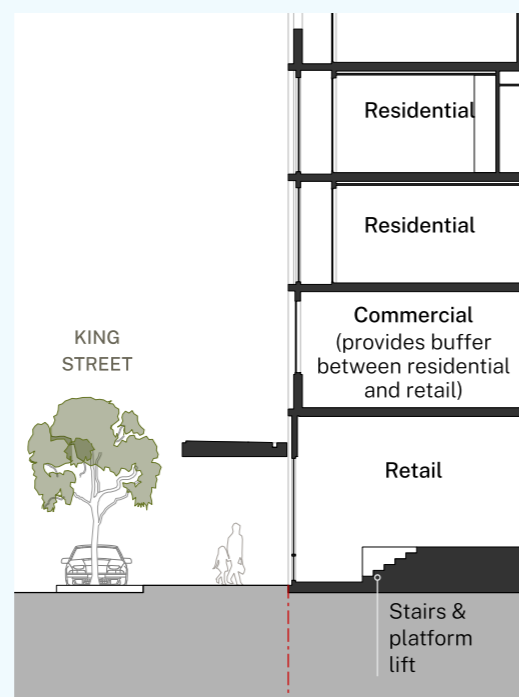 Residential
Residential
Commercial
(provides buffer
between residential
and retail)
KING
STREET
Retail
Stairs &
platform
lift